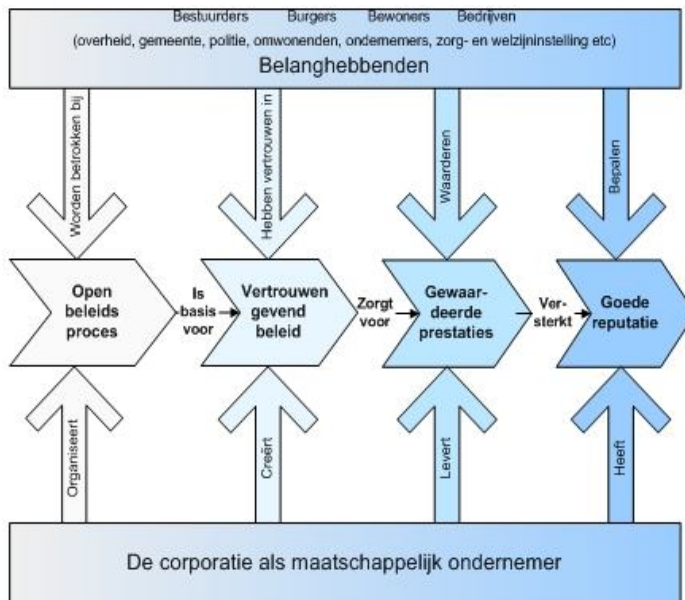 Bestuurders Burgers Bewoners Bedrijven
(overheid, gemeente, politie, omwonenden, ondernemers, zorg- en welzijninstelling etc)
Belanghebbenden
Worden betrokken bij
Hebben vertrouwen in
Waarderen
Bepalen
Open
beleids
proces
Is
basis
voor
Vertrouwen
gevend
beleid
Zorgt
voor
Gewaar-
deerde
prestaties
Ver-
sterkt
Goede
reputatie
Organiseert
Creërt
Levert
Heeft
De corporatie als maatschappelijk ondernemer